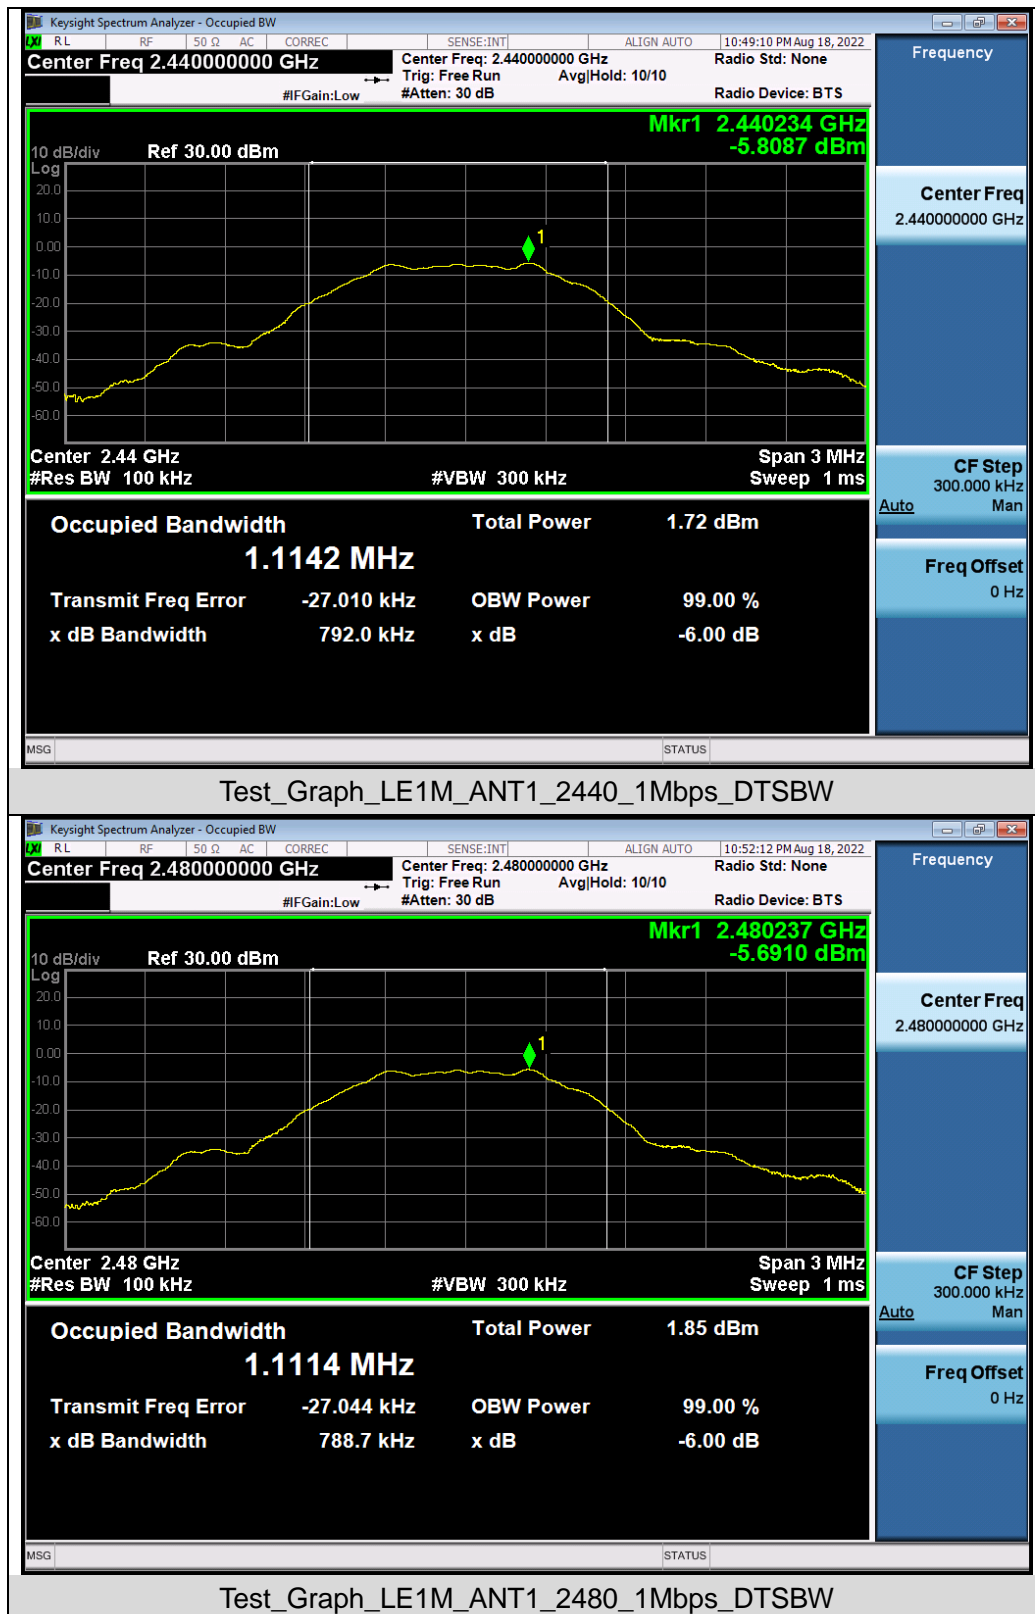 Keysight Spectrum Analyzer - Occupied BW
LXI RL RF 50 Ω AC CORREC SENSE:INT ALIGN AUTO 10:49:10 PM Aug 18, 2022
Center Freq 2.440000000 GHz Center Freq: 2.440000000 GHz Radio Std: None Frequency
Trig: Free Run Avg|Hold: 10/10
#IFGain:Low #Atten: 30 dB Radio Device: BTS
Mkr1 2.440234 GHz
-5.8087 dBm
10 dB/div Ref 30.00 dBm
Log
20.0
10.0
0.00
-10.0
-20.0
-30.0
-40.0
-50.0
-60.0
1
Center Freq
2.440000000 GHz
Center 2.44 GHz Span 3 MHz
#Res BW 100 kHz #VBW 300 kHz Sweep 1 ms
CF Step
300.000 kHz
Auto Man
Occupied Bandwidth Total Power 1.72 dBm
1.1142 MHz
Freq Offset
0 Hz
Transmit Freq Error -27.010 kHz OBW Power 99.00 %
x dB Bandwidth 792.0 kHz x dB -6.00 dB
MSG STATUS
Test_Graph_LE1M_ANT1_2440_1Mbps_DTSBW
Keysight Spectrum Analyzer - Occupied BW
LXI RL RF 50 Ω AC CORREC SENSE:INT ALIGN AUTO 10:52:12 PM Aug 18, 2022
Center Freq 2.480000000 GHz Center Freq: 2.480000000 GHz Radio Std: None Frequency
Trig: Free Run Avg|Hold: 10/10
#IFGain:Low #Atten: 30 dB Radio Device: BTS
Mkr1 2.480237 GHz
-5.6910 dBm
10 dB/div Ref 30.00 dBm
Log
20.0
10.0
0.00
-10.0
-20.0
-30.0
-40.0
-50.0
-60.0
1
Center Freq
2.480000000 GHz
Center 2.48 GHz Span 3 MHz
#Res BW 100 kHz #VBW 300 kHz Sweep 1 ms
CF Step
300.000 kHz
Auto Man
Occupied Bandwidth Total Power 1.85 dBm
1.1114 MHz
Freq Offset
0 Hz
Transmit Freq Error -27.044 kHz OBW Power 99.00 %
x dB Bandwidth 788.7 kHz x dB -6.00 dB
MSG STATUS
Test_Graph_LE1M_ANT1_2480_1Mbps_DTSBW